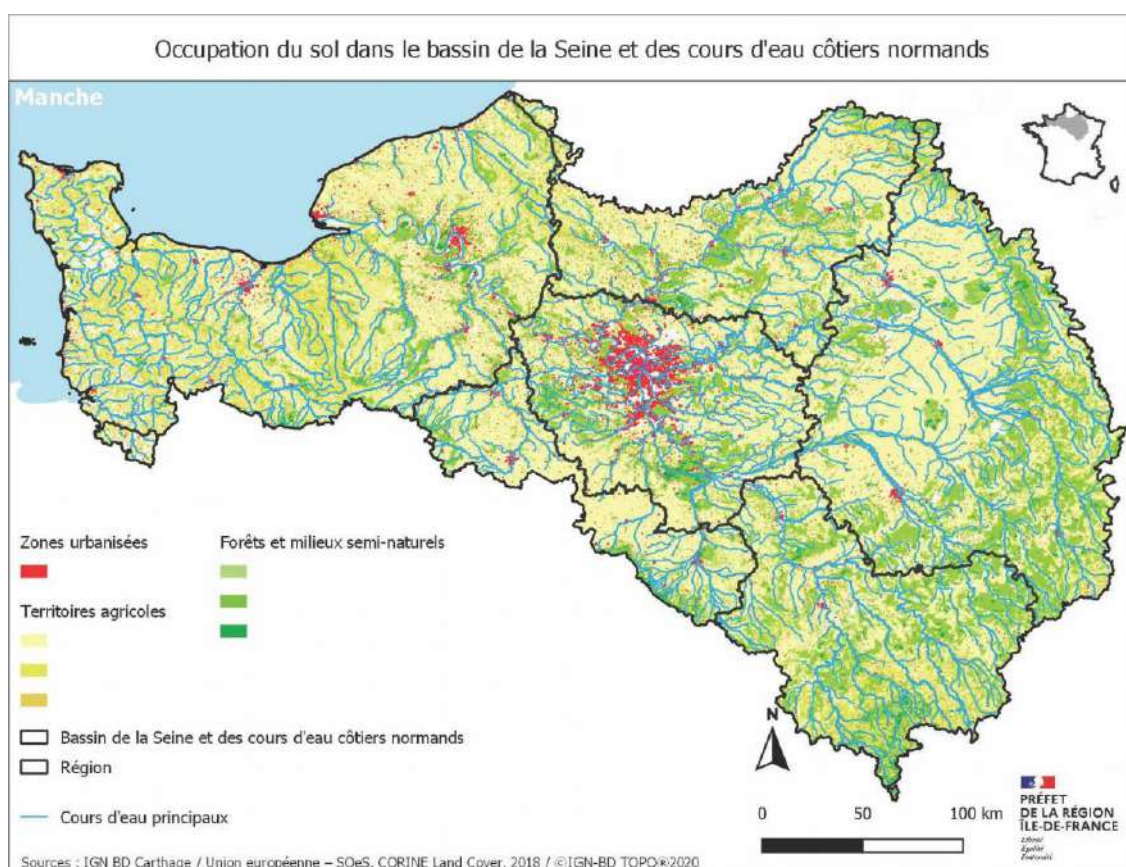 Occupation du sol dans le bassin de la Seine et des cours d'eau côtiers normands
Manche
Zones urbanisées
Forêts et milieux semi-naturels
Territoires agricoles
Bassin de la Seine et des cours d'eau côtiers normands
Région
Cours d'eau principaux
N
0 50 100 km
PRÉFET
DE LA RÉGION
ÎLE-DE-FRANCE
Liberté
Égalité
Fraternité
Sources : IGN BD Carthage / Union européenne – SOeS, CORINE Land Cover, 2018 / ©IGN-BD TOPO®2020